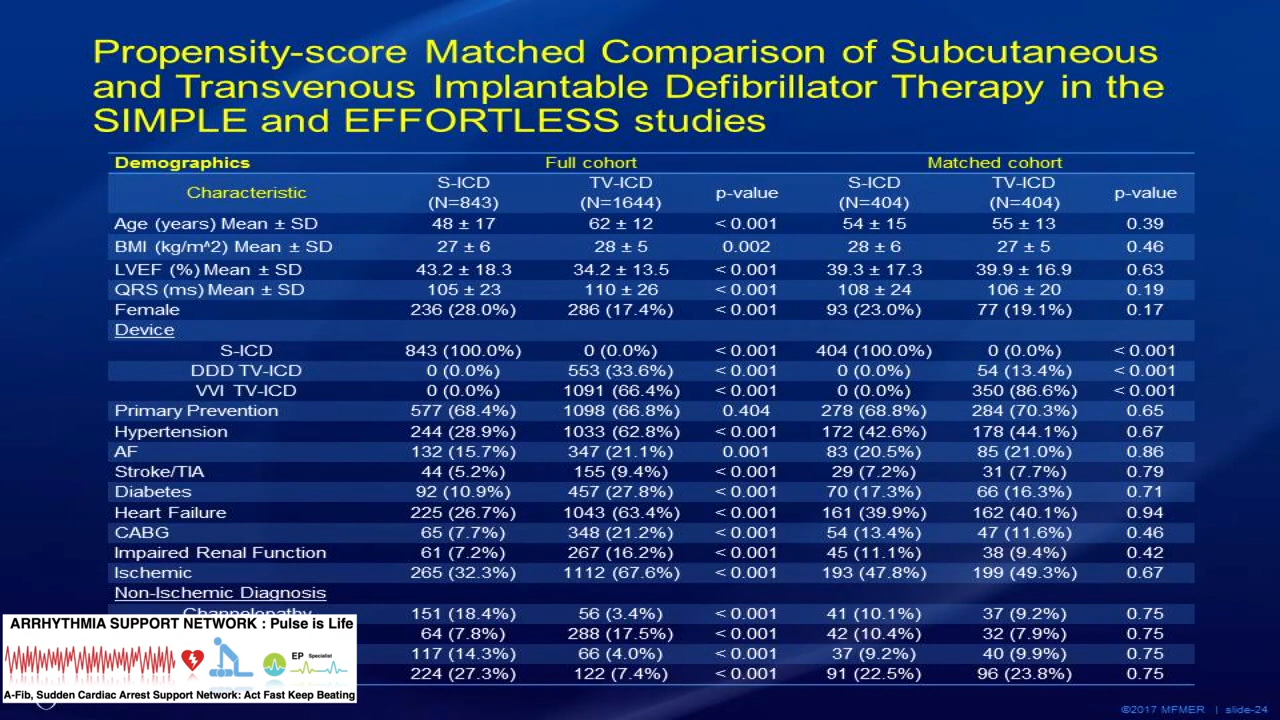 Propensity-score Matched Comparison of Subcutaneous
and Transvenous Implantable Defibrillator Therapy in the
SIMPLE and EFFORTLESS studies
Demographics Full cohort Matched cohort
Characteristic S-ICD (N=843) TV-ICD (N=1644) p-value S-ICD (N=404) TV-ICD (N=404) p-value
Age (years) Mean ± SD 48 ± 17 62 ± 12 < 0.001 54 ± 15 55 ± 13 0.39
BMI (kg/m^2) Mean ± SD 27 ± 6 28 ± 5 0.002 28 ± 6 27 ± 5 0.46
LVEF (%) Mean ± SD 43.2 ± 18.3 34.2 ± 13.5 < 0.001 39.3 ± 17.3 39.9 ± 16.9 0.63
QRS (ms) Mean ± SD 105 ± 23 110 ± 26 < 0.001 108 ± 24 106 ± 20 0.19
Female 236 (28.0%) 286 (17.4%) < 0.001 93 (23.0%) 77 (19.1%) 0.17
Device
S-ICD 843 (100.0%) 0 (0.0%) < 0.001 404 (100.0%) 0 (0.0%) < 0.001
DDD TV-ICD 0 (0.0%) 553 (33.6%) < 0.001 0 (0.0%) 54 (13.4%) < 0.001
VVI TV-ICD 0 (0.0%) 1091 (66.4%) < 0.001 0 (0.0%) 350 (86.6%) < 0.001
Primary Prevention 577 (68.4%) 1098 (66.8%) 0.404 278 (68.8%) 284 (70.3%) 0.65
Hypertension 244 (28.9%) 1033 (62.8%) < 0.001 172 (42.6%) 178 (44.1%) 0.67
AF 132 (15.7%) 347 (21.1%) 0.001 83 (20.5%) 85 (21.0%) 0.86
Stroke/TIA 44 (5.2%) 155 (9.4%) < 0.001 29 (7.2%) 31 (7.7%) 0.79
Diabetes 92 (10.9%) 457 (27.8%) < 0.001 70 (17.3%) 66 (16.3%) 0.71
Heart Failure 225 (26.7%) 1043 (63.4%) < 0.001 161 (39.9%) 162 (40.1%) 0.94
CABG 65 (7.7%) 348 (21.2%) < 0.001 54 (13.4%) 47 (11.6%) 0.46
Impaired Renal Function 61 (7.2%) 267 (16.2%) < 0.001 45 (11.1%) 38 (9.4%) 0.42
Ischemic 265 (32.3%) 1112 (67.6%) < 0.001 193 (47.8%) 199 (49.3%) 0.67
Non-Ischemic Diagnosis
Channelopathy 151 (18.4%) 56 (3.4%) < 0.001 41 (10.1%) 37 (9.2%) 0.75
64 (7.8%) 288 (17.5%) < 0.001 42 (10.4%) 32 (7.9%) 0.75
117 (14.3%) 66 (4.0%) < 0.001 37 (9.2%) 40 (9.9%) 0.75
224 (27.3%) 122 (7.4%) < 0.001 91 (22.5%) 96 (23.8%) 0.75
ARRHYTHMIA SUPPORT NETWORK : Pulse is Life
EP Specialist
A-Fib, Sudden Cardiac Arrest Support Network: Act Fast Keep Beating
©2017 MFMER | slide-24